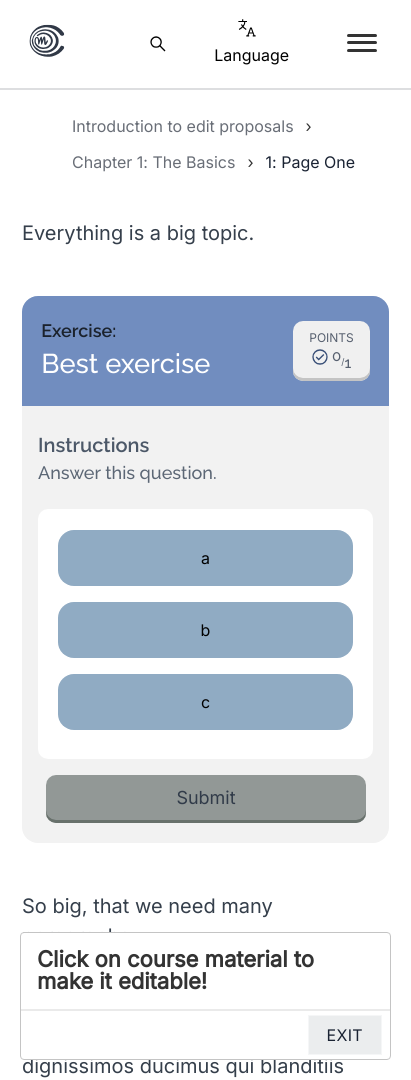 Language
Introduction to edit proposals ›
Chapter 1: The Basics › 1: Page One
Everything is a big topic.
Exercise:
Best exercise
POINTS
0/1
Instructions
Answer this question.
a
b
c
Submit
So big, that we need many
Click on course material to
make it editable!
EXIT
dignissimos ducimus qui blanditiis